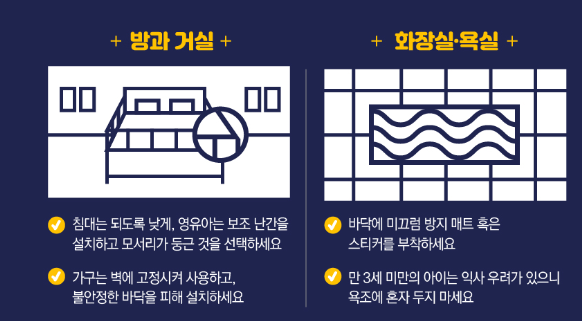 + 방과 거실 +
침대는 되도록 낮게, 영유아는 보조 난간을
설치하고 모서리가 둥근 것을 선택하세요
가구는 벽에 고정시켜 사용하고,
불안정한 바닥을 피해 설치하세요
+ 화장실·욕실 +
바닥에 미끄럼 방지 매트 혹은
스티커를 부착하세요
만 3세 미만의 아이는 익사 우려가 있으니
욕조에 혼자 두지 마세요